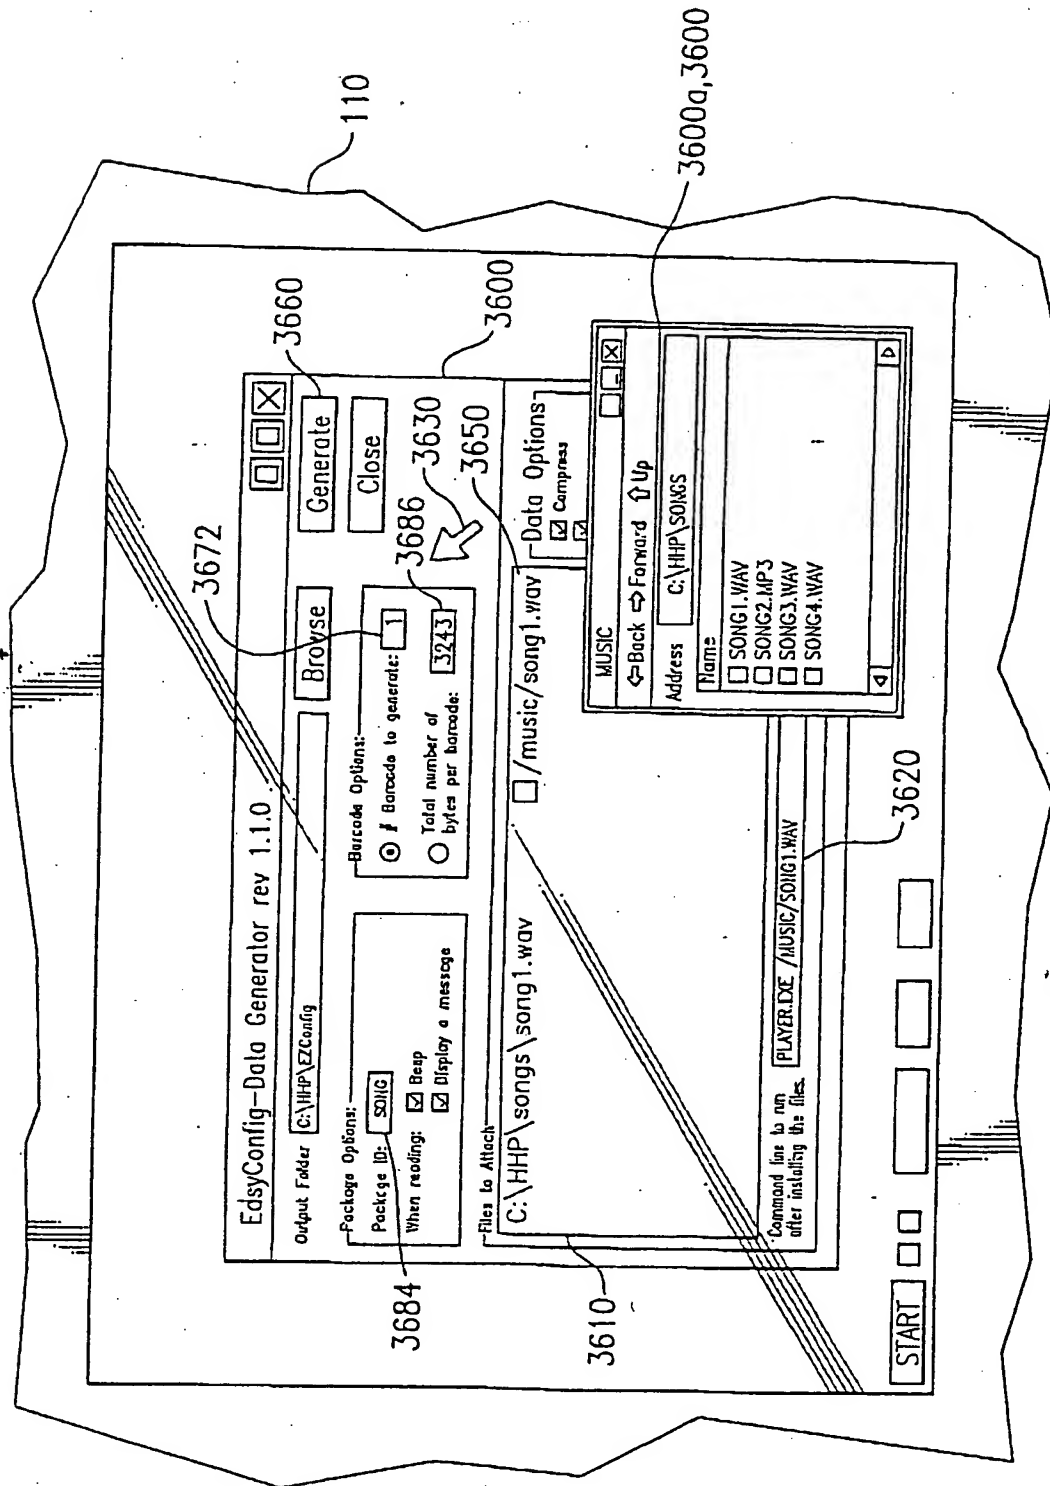 110
3660
3672
3600
EdsyConfig-Data Generator rev 1.1.0
Output Folder C:\HHP\EZConfig Browse Generate
Close
Package Options:
Package ID: SONG
When reading: Beep
Display a message
Barcode Options:
# Barcode to generate: 1
Total number of
bytes per barcode: 3243
3686
3630
3650
3684
Files to Attach
C:\HHP\songs\song1.wav /music/song1.wav
Data Options
Compress
MUSIC
Back Forward Up
Address C:\HHP\SONGS
Name
SONG1.WAV
SONG2.MP3
SONG3.WAV
SONG4.WAV
3600a,3600
Command line to run
after installing the files. PLAYER.EXE /MUSIC/SONG1.WAV
3610
3620
START